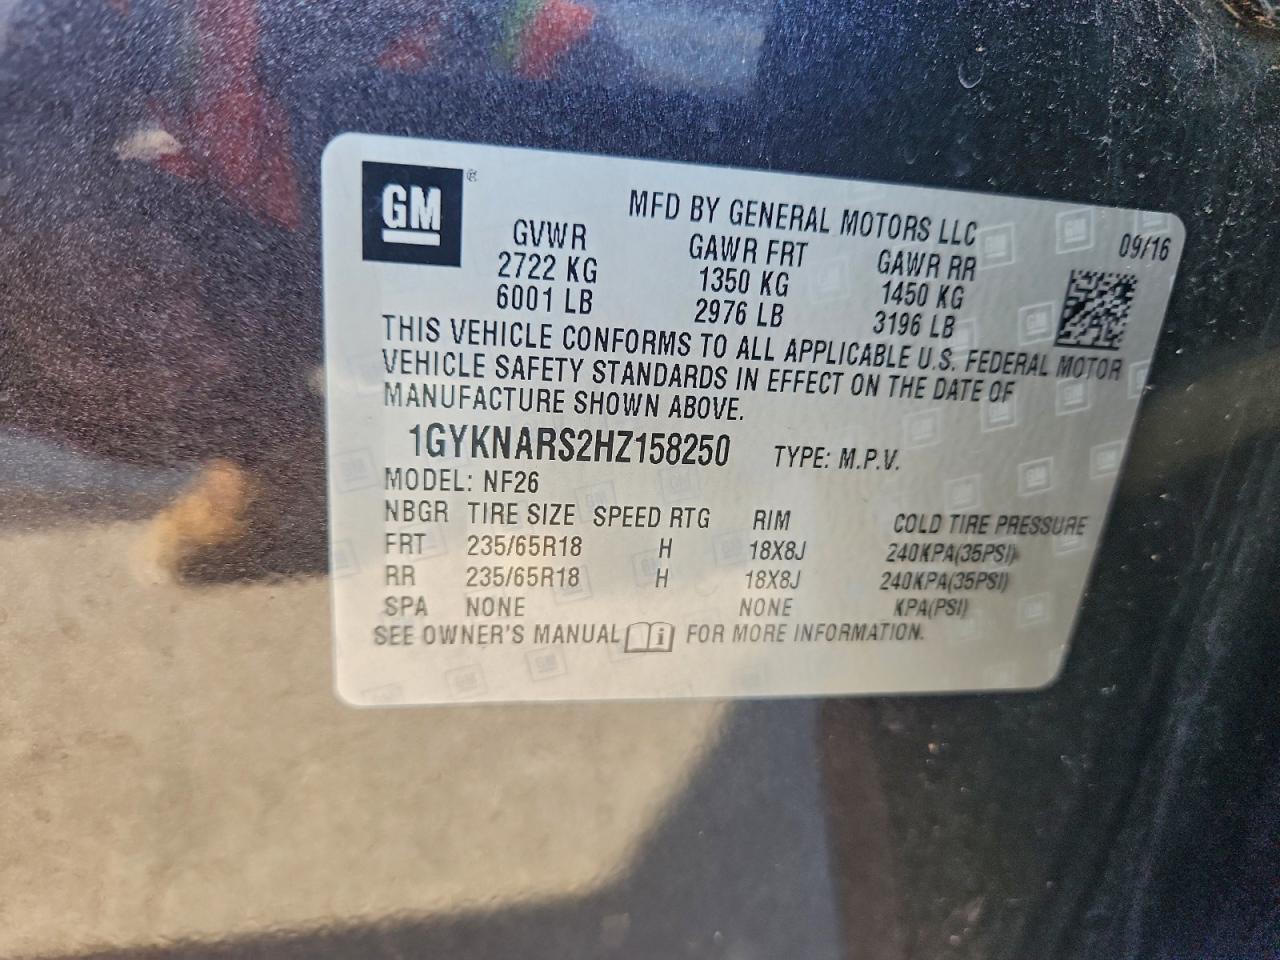 GM®
MFD BY GENERAL MOTORS LLC
09/16
GVWR GAWR FRT GAWR RR
2722 KG 1350 KG 1450 KG
6001 LB 2976 LB 3196 LB
THIS VEHICLE CONFORMS TO ALL APPLICABLE U.S. FEDERAL MOTOR
VEHICLE SAFETY STANDARDS IN EFFECT ON THE DATE OF
MANUFACTURE SHOWN ABOVE.
1GYKNARS2HZ158250 TYPE: M.P.V.
MODEL: NF26
NBGR TIRE SIZE SPEED RTG RIM COLD TIRE PRESSURE
FRT 235/65R18 H 18X8J 240KPA(35PSI)
RR 235/65R18 H 18X8J 240KPA(35PSI)
SPA NONE NONE KPA(PSI)
SEE OWNER'S MANUAL i FOR MORE INFORMATION.